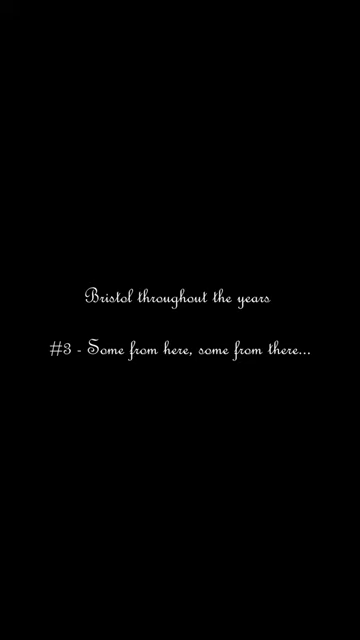 Bristol throughout the years
#3 - Some from here, some from there...